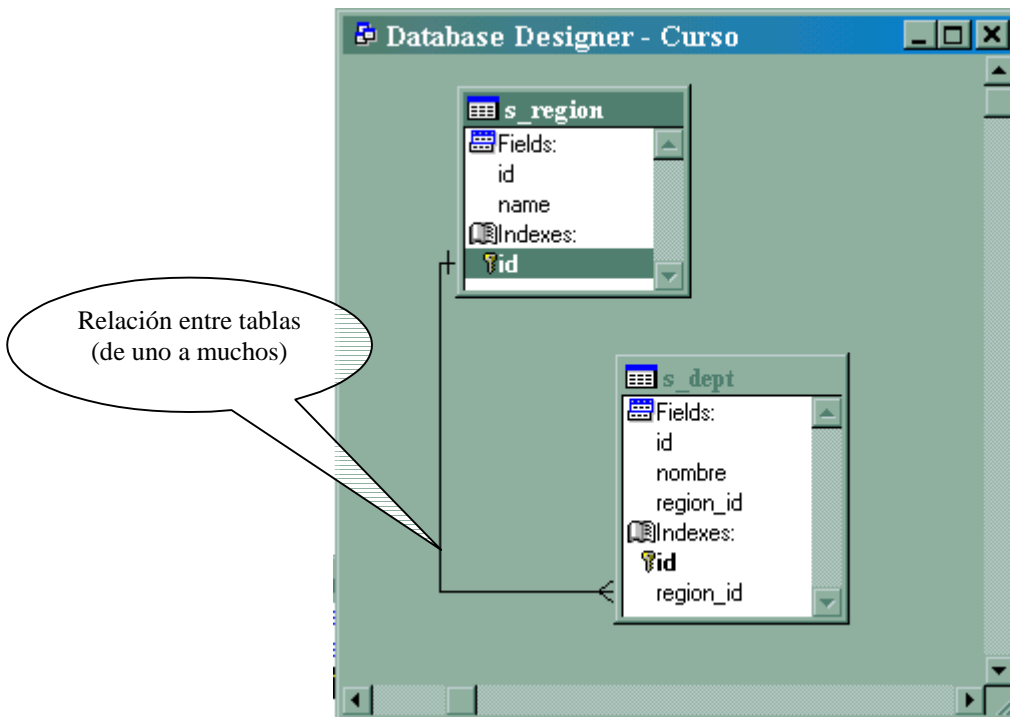 Database Designer - Curso
s_region
Fields:
id
name
Indexes:
id
Relación entre tablas
(de uno a muchos)
s_dept
Fields:
id
nombre
region_id
Indexes:
id
region_id